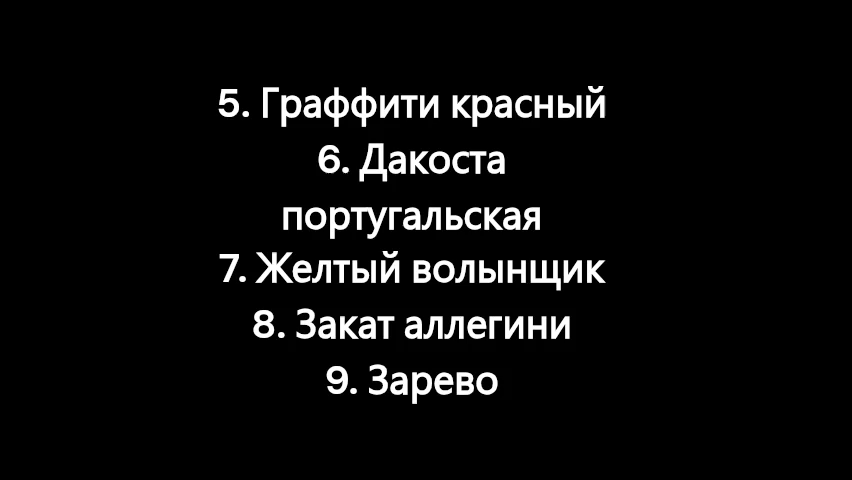 5. Граффити красный
6. Дакоста
португальская
7. Желтый волынщик
8. Закат аллегини
9. Зарево